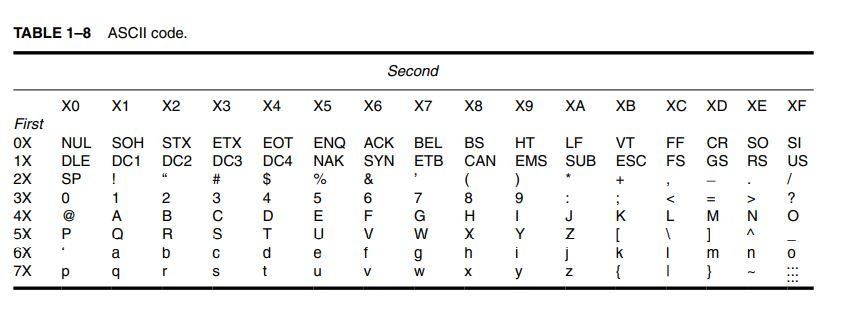 TABLE 1–8 ASCII code.
Second
X0 X1 X2 X3 X4 X5 X6 X7 X8 X9 XA XB XC XD XE XF
First
0X NUL SOH STX ETX EOT ENQ ACK BEL BS HT LF VT FF CR SO SI
1X DLE DC1 DC2 DC3 DC4 NAK SYN ETB CAN EMS SUB ESC FS GS RS US
2X SP ! “ # $ % & ’ ( ) * + , – . /
3X 0 1 2 3 4 5 6 7 8 9 : ; < = > ?
4X @ A B C D E F G H I J K L M N O
5X P Q R S T U V W X Y Z [ \ ] ^ _
6X ‘ a b c d e f g h i j k l m n o
7X p q r s t u v w x y z { | } ~